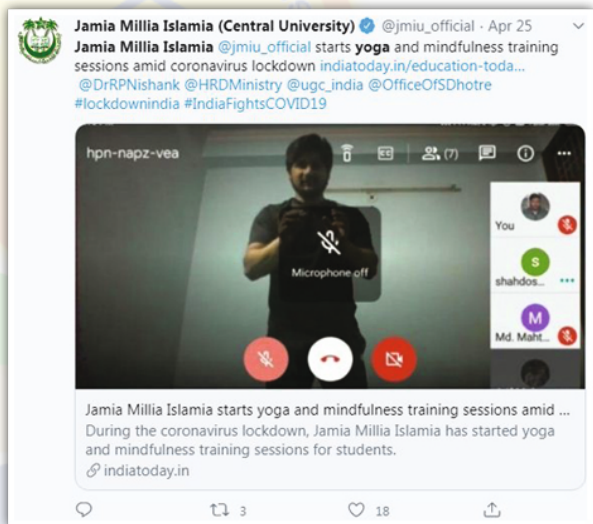 Jamia Millia Islamia (Central University) @jmiu_official · Apr 25
Jamia Millia Islamia @jmiu_official starts yoga and mindfulness training
sessions amid coronavirus lockdown indiatoday.in/education-toda...
@DrRPNishank @HRDMinistry @ugc_india @OfficeOfSDhotre
#lockdownindia #IndiaFightsCOVID19
hpn-napz-vea
CC
(7)
Microphone off
You
S
shahdos...
M
Md. Maht...
Jamia Millia Islamia starts yoga and mindfulness training sessions amid ...
During the coronavirus lockdown, Jamia Millia Islamia has started yoga
and mindfulness training sessions for students.
indiatoday.in
3
18